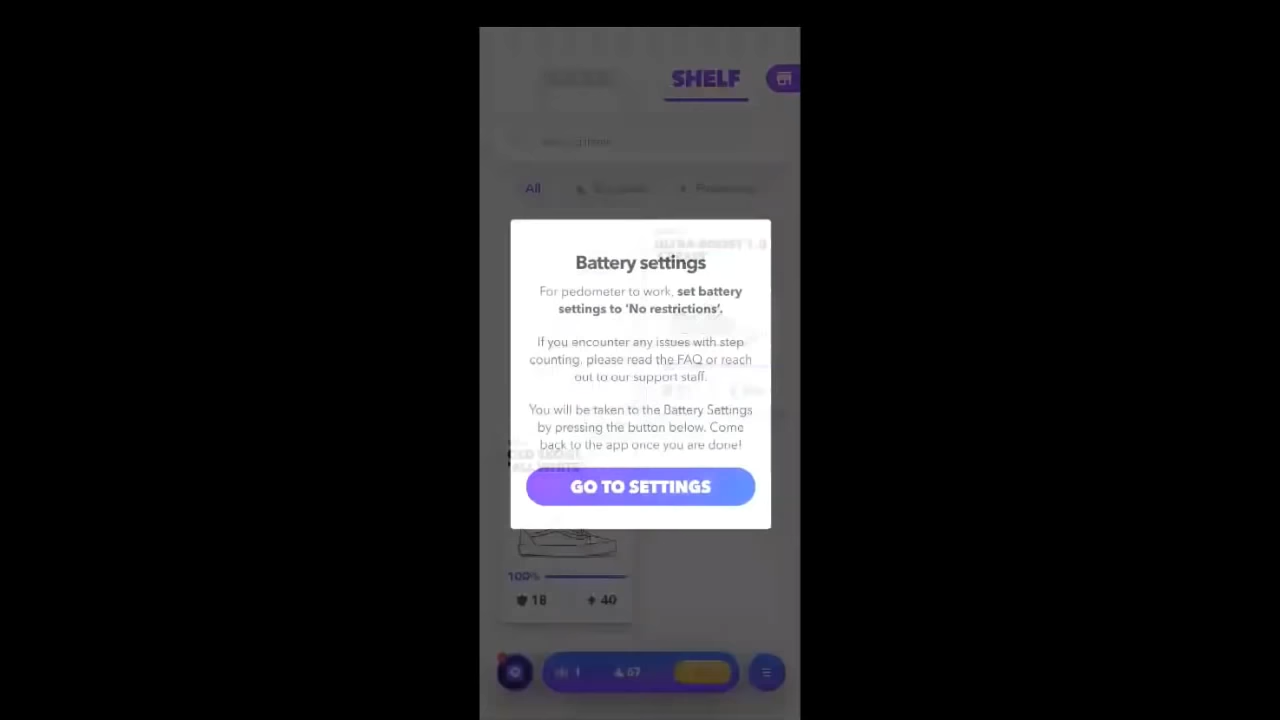 SHELF
All
Battery settings
For pedometer to work, set battery
settings to 'No restrictions'.
If you encounter any issues with step
counting, please read the FAQ or reach
out to our support staff.
You will be taken to the Battery Settings
by pressing the button below. Come
back to the app once you are done!
GO TO SETTINGS
100%
18 40
1 67